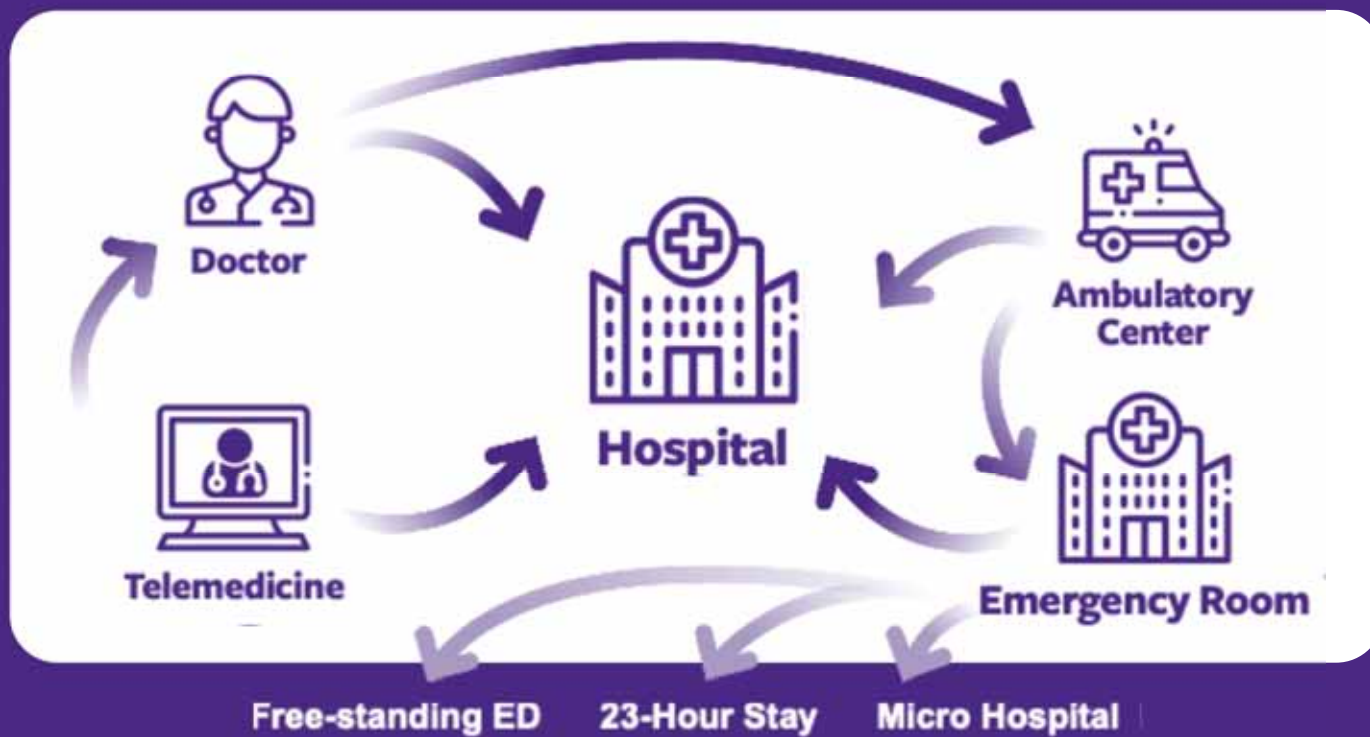 Doctor
Ambulatory
Center
Hospital
Telemedicine
Emergency Room
Free-standing ED
23-Hour Stay
Micro Hospital